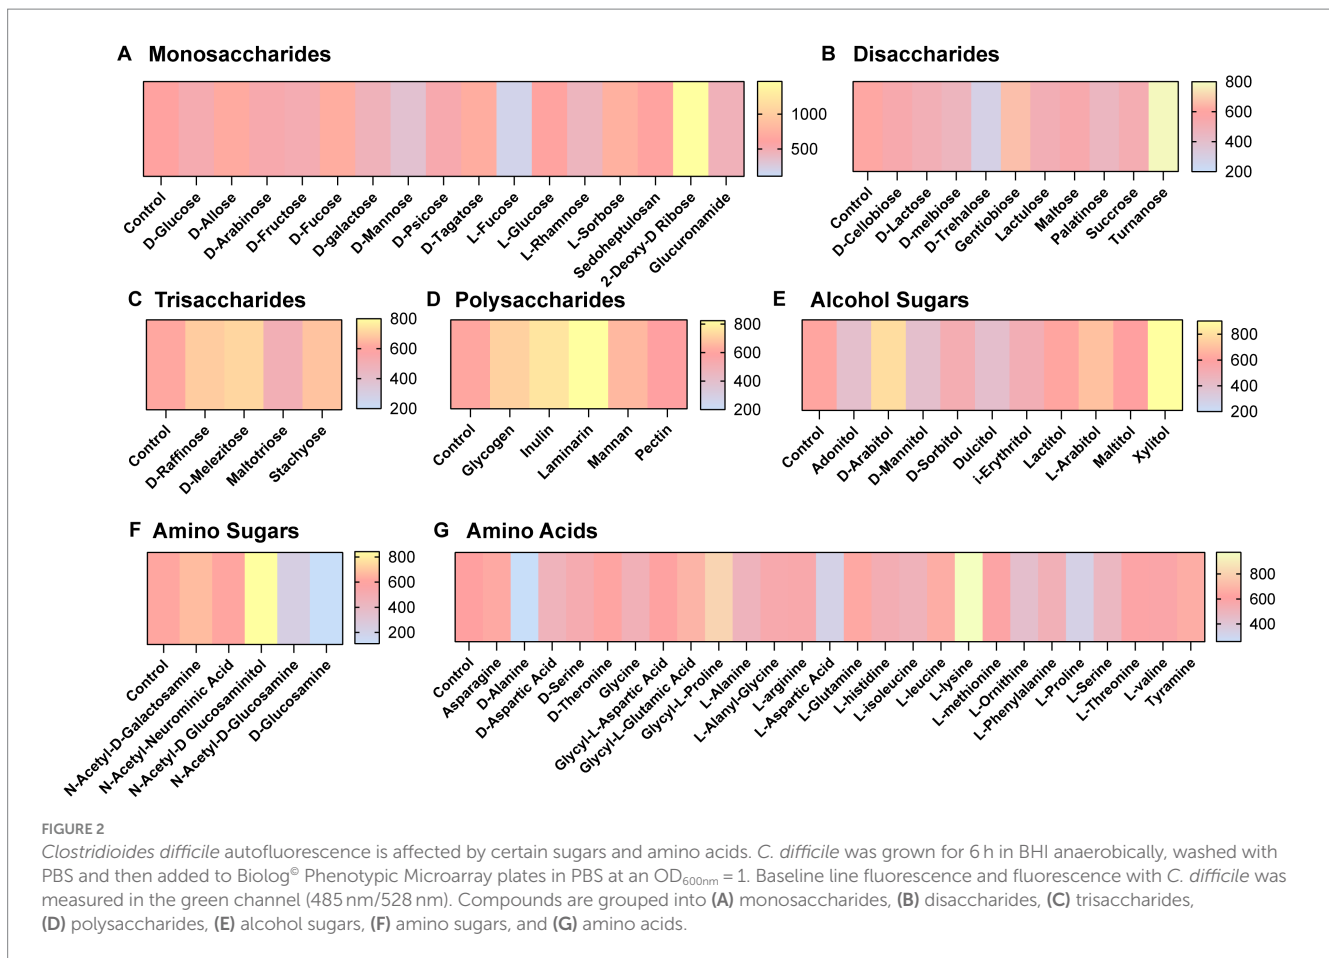 A Monosaccharides
1000
500
Control
D-Glucose
D-Allose
D-Arabinose
D-Fructose
D-Fucose
D-galactose
D-Mannose
D-Psicose
D-Tagatose
L-Fucose
L-Glucose
L-Rhamnose
L-Sorbose
Sedoheptulosan
2-Deoxy-D Ribose
Glucuronamide
B Disaccharides
800
600
400
200
Control
D-Cellobiose
D-Lactose
D-melbiose
D-Trehalose
Gentiobiose
Lactulose
Maltose
Palatinose
Succrose
Turnanose
C Trisaccharides
800
600
400
200
Control
D-Raffinose
D-Melezitose
Maltotriose
Stachyose
D Polysaccharides
800
600
400
200
Control
Glycogen
Inulin
Laminarin
Mannan
Pectin
E Alcohol Sugars
800
600
400
200
Control
Adonitol
D-Arabitol
D-Mannitol
D-Sorbitol
Dulcitol
i-Erythritol
Lactitol
L-Arabitol
Maltitol
Xylitol
F Amino Sugars
800
600
400
200
Control
N-Acetyl-D-Galactosamine
N-Acetyl-Neurominic Acid
N-Acetyl-D Glucosaminitol
N-Acetyl-D-Glucosamine
D-Glucosamine
G Amino Acids
800
600
400
Control
Asparagine
D-Alanine
D-Aspartic Acid
D-Serine
D-Theronine
Glycine
Glycyl-L-Aspartic Acid
Glycyl-L-Glutamic Acid
Glycyl-L-Proline
L-Alanine
L-Alanyl-Glycine
L-arginine
L-Aspartic Acid
L-Glutamine
L-histidine
L-isoleucine
L-leucine
L-lysine
L-methionine
L-Ornithine
L-Phenylalanine
L-Proline
L-Serine
L-Threonine
L-valine
Tyramine
FIGURE 2
Clostridioides difficile autofluorescence is affected by certain sugars and amino acids. C. difficile was grown for 6 h in BHI anaerobically, washed with
PBS and then added to Biolog© Phenotypic Microarray plates in PBS at an OD600nm = 1. Baseline line fluorescence and fluorescence with C. difficile was
measured in the green channel (485 nm/528 nm). Compounds are grouped into (A) monosaccharides, (B) disaccharides, (C) trisaccharides,
(D) polysaccharides, (E) alcohol sugars, (F) amino sugars, and (G) amino acids.